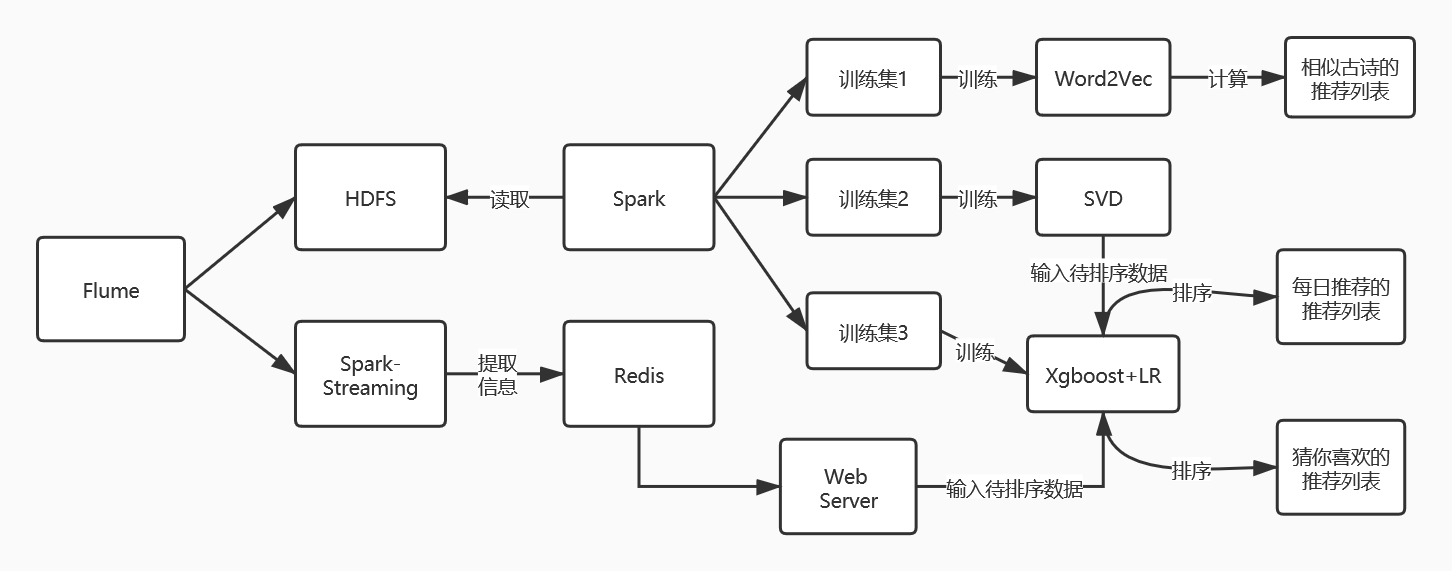 训练集1
训练
Word2Vec
计算
相似古诗的
推荐列表
HDFS
读取
Spark
训练集2
训练
SVD
Flume
输入待排序数据
排序
每日推荐的
推荐列表
训练集3
训练
Xgboost+LR
Spark-
Streaming
提取
信息
Redis
Web
Server
输入待排序数据
排序
猜你喜欢的
推荐列表